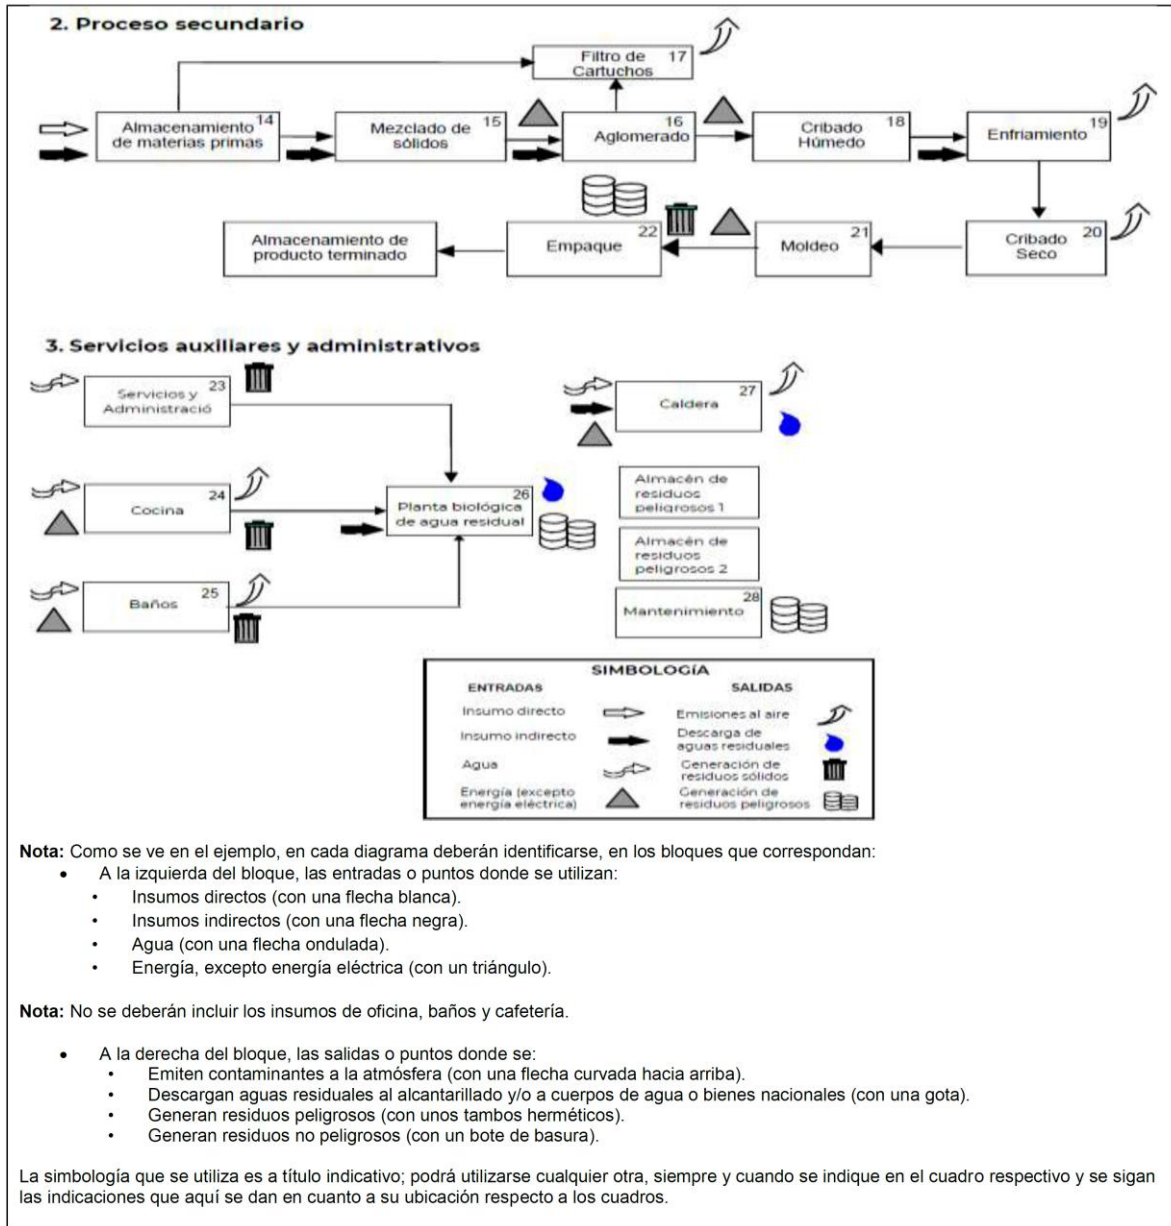 2. Proceso secundario
Filtro de 17
Cartuchos
Almacenamiento 14
de materias primas
Mezclado de 15
sólidos
16
Aglomerado
Cribado 18
Húmedo
Enfriamiento 19
Almacenamiento de
producto terminado
22
Empaque
21
Moldeo
Cribado 20
Seco
3. Servicios auxiliares y administrativos
23
Servicios y
Administració
24
Cocina
25
Baños
26
Planta biológica
de agua residual
27
Caldera
Almacén de
residuos
peligrosos 1
Almacén de
residuos
peligrosos 2
28
Mantenimiento
SIMBOLOGÍA
ENTRADAS SALIDAS
Insumo directo Emisiones al aire
Insumo indirecto Descarga de
aguas residuales
Agua Generación de
residuos sólidos
Energía (excepto
energía eléctrica) Generación de
residuos peligrosos
Nota: Como se ve en el ejemplo, en cada diagrama deberán identificarse, en los bloques que correspondan:
• A la izquierda del bloque, las entradas o puntos donde se utilizan:
• Insumos directos (con una flecha blanca).
• Insumos indirectos (con una flecha negra).
• Agua (con una flecha ondulada).
• Energía, excepto energía eléctrica (con un triángulo).
Nota: No se deberán incluir los insumos de oficina, baños y cafetería.
• A la derecha del bloque, las salidas o puntos donde se:
• Emiten contaminantes a la atmósfera (con una flecha curvada hacia arriba).
• Descargan aguas residuales al alcantarillado y/o a cuerpos de agua o bienes nacionales (con una gota).
• Generan residuos peligrosos (con unos tambos herméticos).
• Generan residuos no peligrosos (con un bote de basura).
La simbología que se utiliza es a título indicativo; podrá utilizarse cualquier otra, siempre y cuando se indique en el cuadro respectivo y se sigan
las indicaciones que aquí se dan en cuanto a su ubicación respecto a los cuadros.